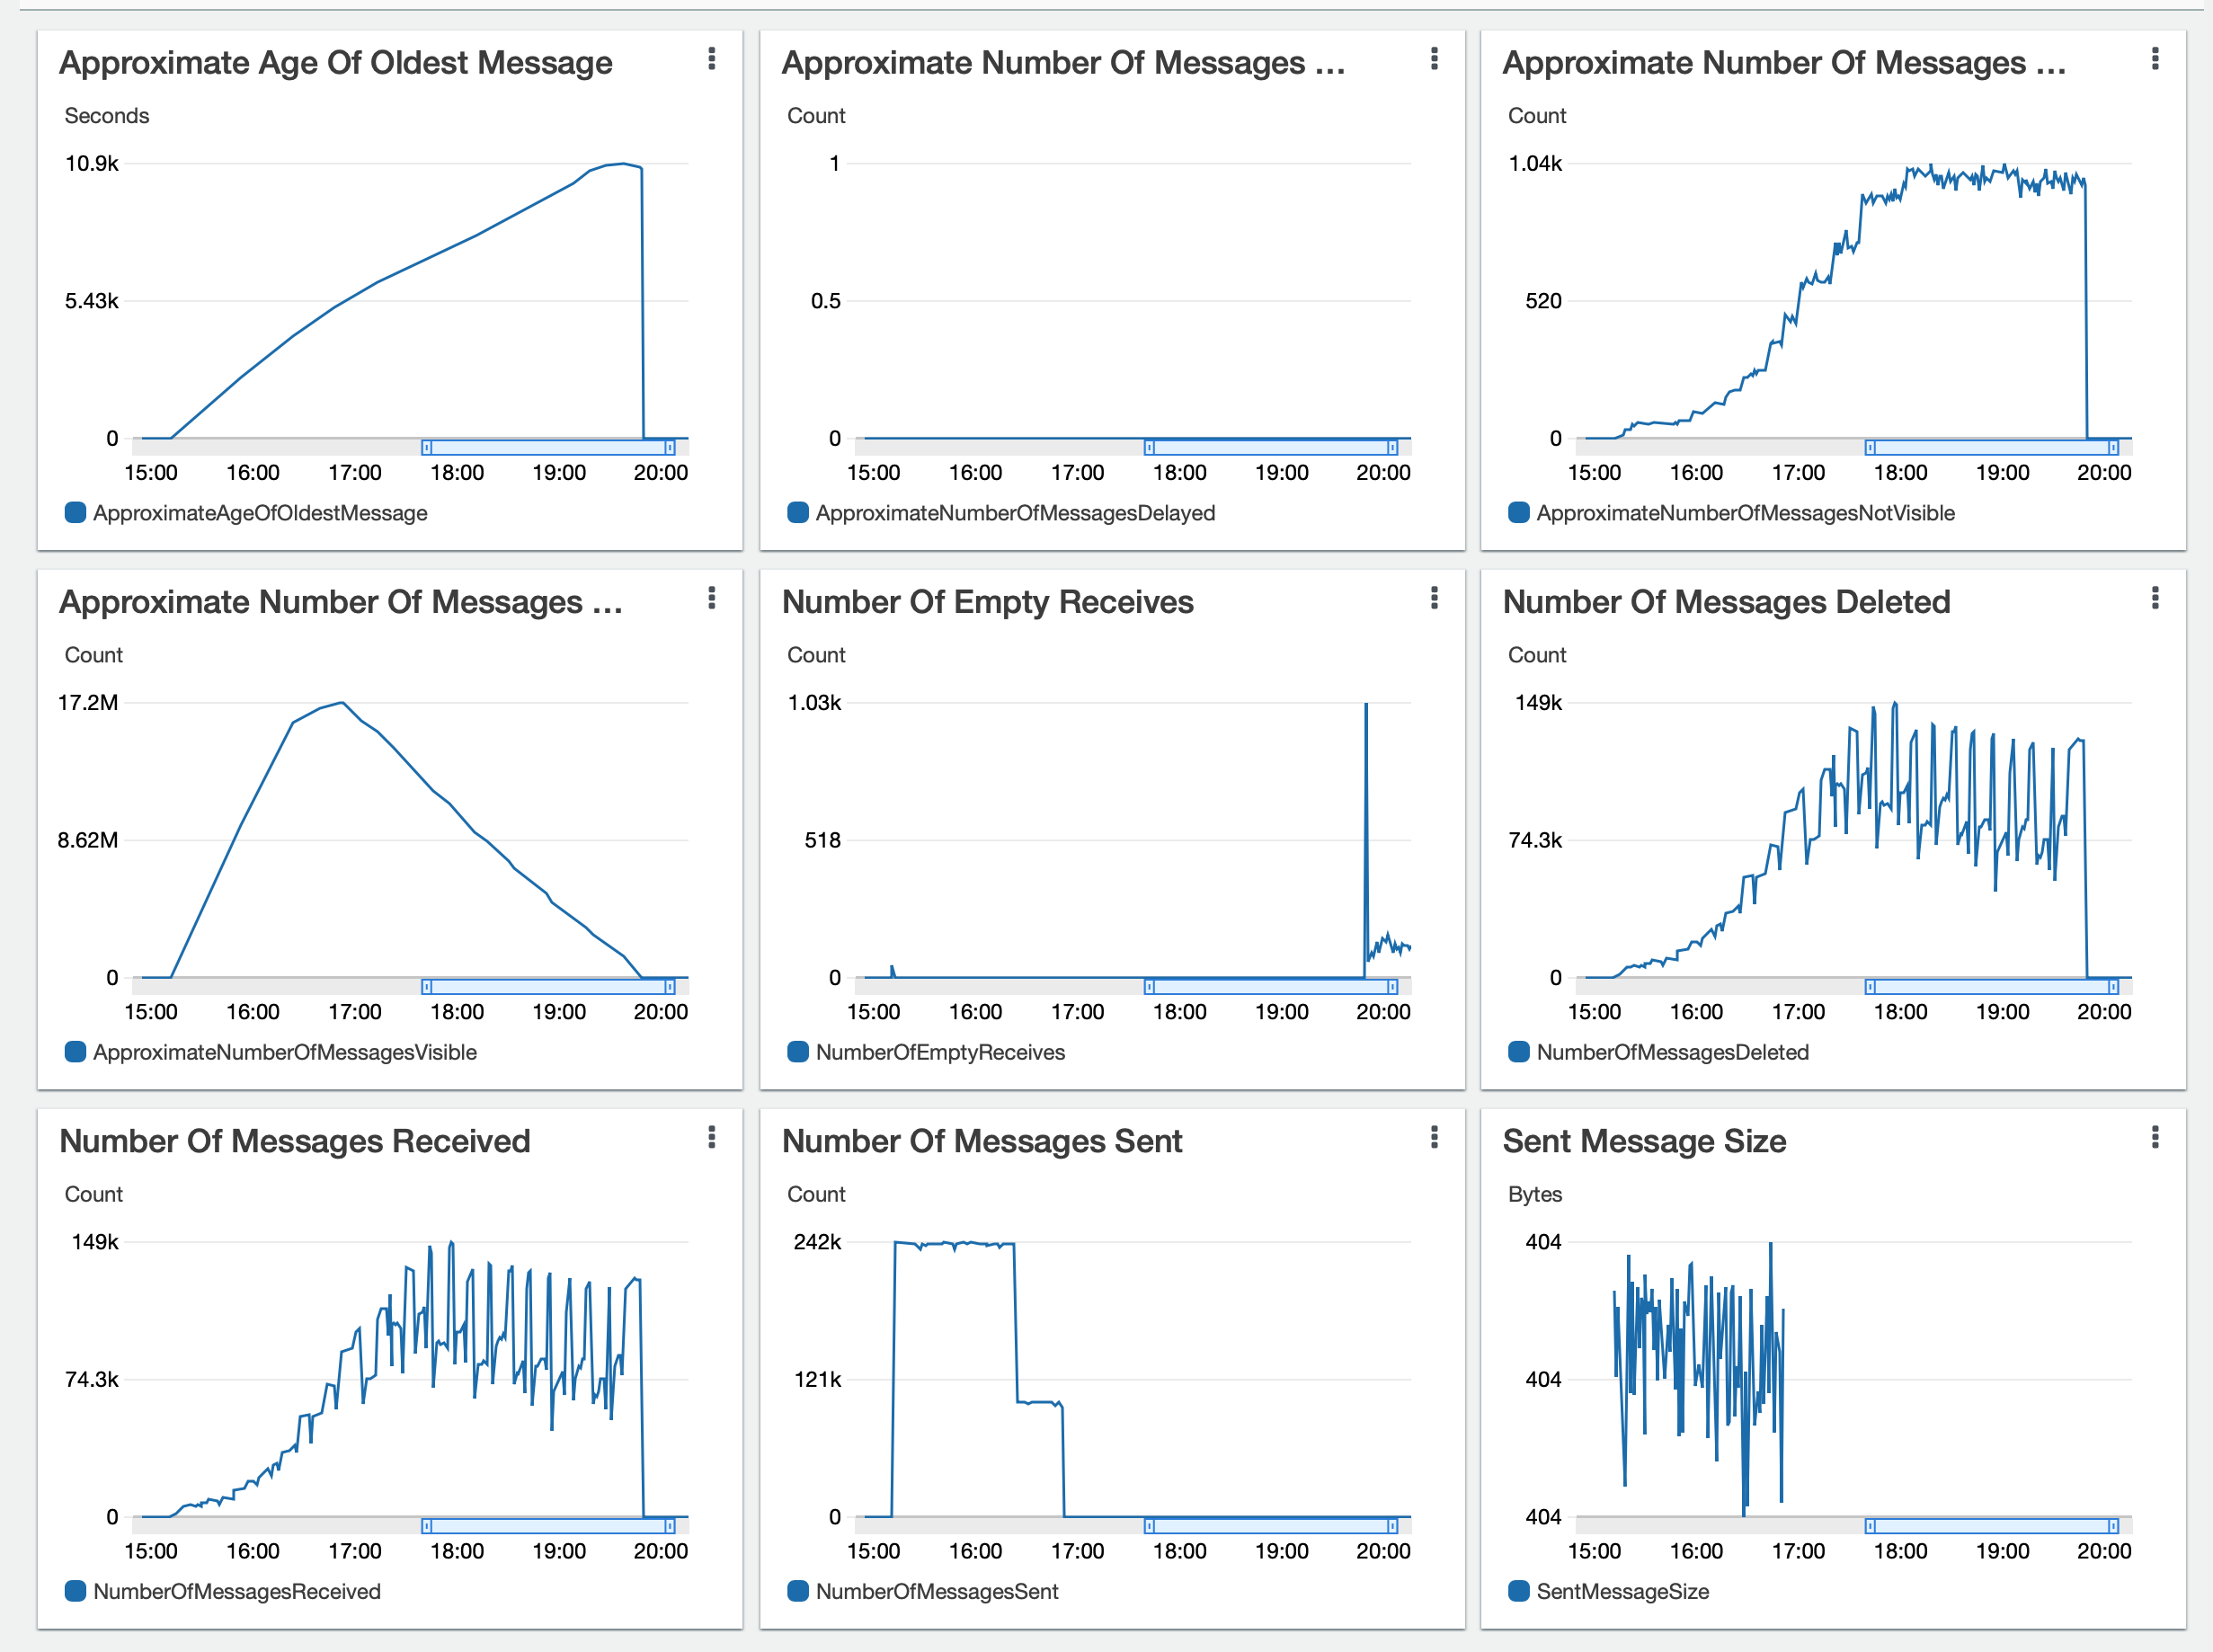 Approximate Age Of Oldest Message
Seconds
10.9k
5.43k
0
15:00 16:00 17:00 18:00 19:00 20:00
ApproximateAgeOfOldestMessage
Approximate Number Of Messages ...
Count
1
0.5
0
15:00 16:00 17:00 18:00 19:00 20:00
ApproximateNumberOfMessagesDelayed
Approximate Number Of Messages ...
Count
1.04k
520
0
15:00 16:00 17:00 18:00 19:00 20:00
ApproximateNumberOfMessagesNotVisible
Approximate Number Of Messages ...
Count
17.2M
8.62M
0
15:00 16:00 17:00 18:00 19:00 20:00
ApproximateNumberOfMessagesVisible
Number Of Empty Receives
Count
1.03k
518
0
15:00 16:00 17:00 18:00 19:00 20:00
NumberOfEmptyReceives
Number Of Messages Deleted
Count
149k
74.3k
0
15:00 16:00 17:00 18:00 19:00 20:00
NumberOfMessagesDeleted
Number Of Messages Received
Count
149k
74.3k
0
15:00 16:00 17:00 18:00 19:00 20:00
NumberOfMessagesReceived
Number Of Messages Sent
Count
242k
121k
0
15:00 16:00 17:00 18:00 19:00 20:00
NumberOfMessagesSent
Sent Message Size
Bytes
404
404
404
15:00 16:00 17:00 18:00 19:00 20:00
SentMessageSize